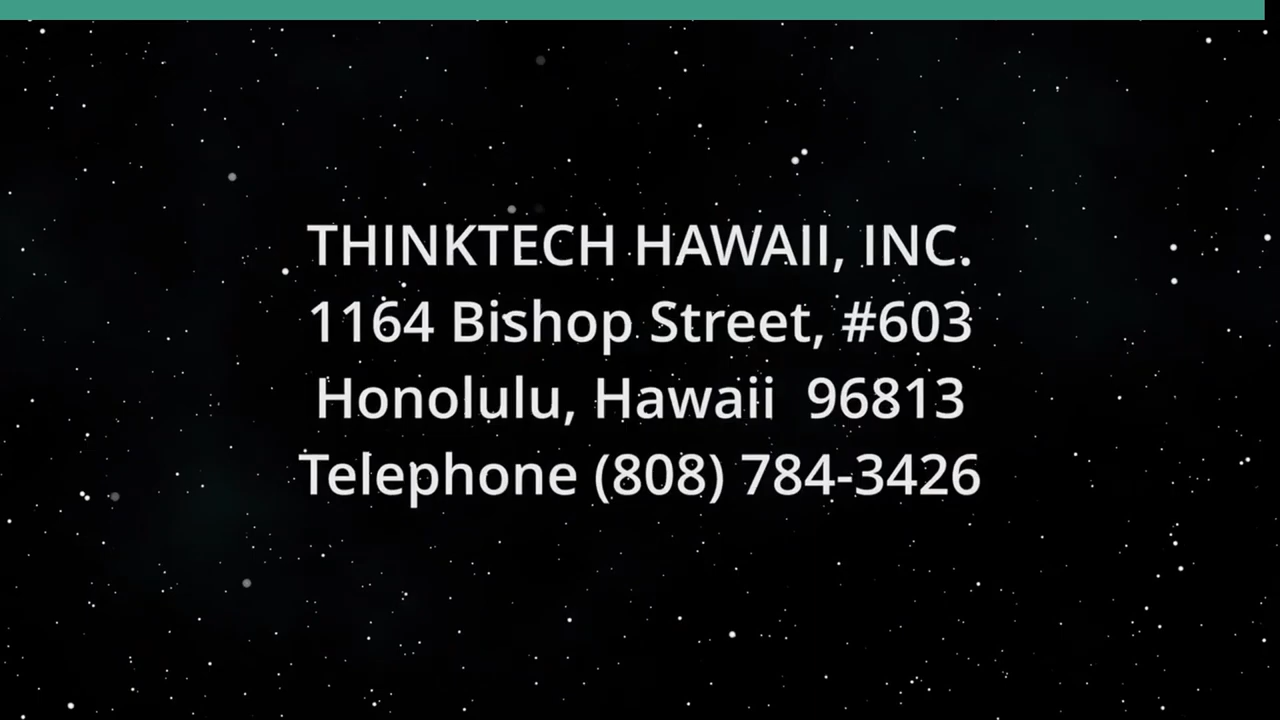 THINKTECH HAWAII, INC.
1164 Bishop Street, #603
Honolulu, Hawaii  96813
Telephone (808) 784-3426